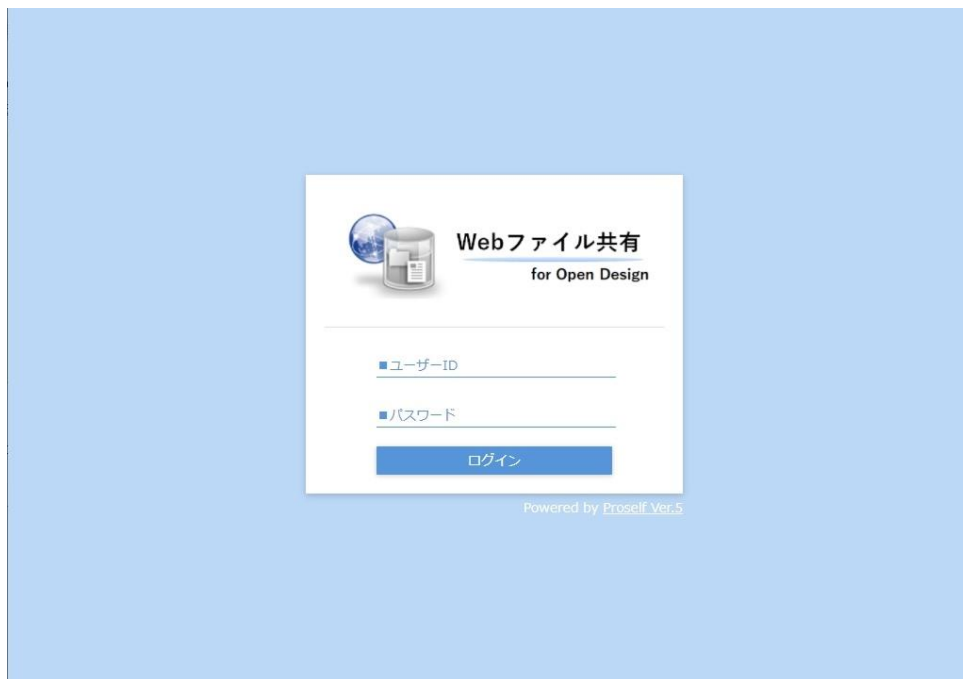 Webファイル共有
for Open Design
■ユーザーID
■パスワード
ログイン
Powered by Proself Ver.5